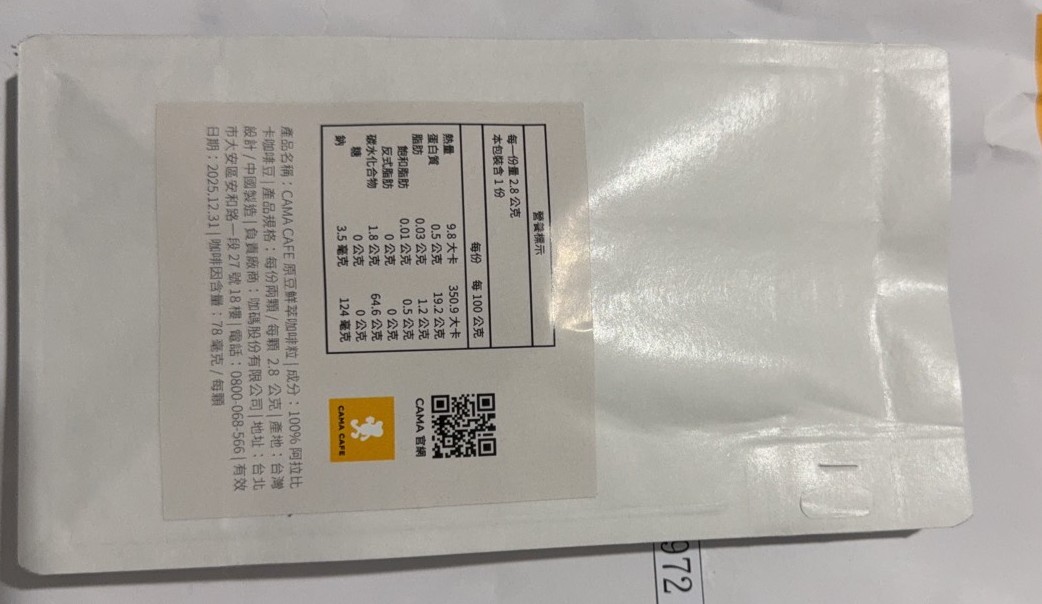 營養標示
每一份量 2.8 公克
本包裝含 1 份
每份 每 100 公克
熱量 9.8 大卡 350.9 大卡
蛋白質 0.5 公克 19.2 公克
脂肪 0.03 公克 1.2 公克
飽和脂肪 0.01 公克 0.5 公克
反式脂肪 0 公克 0 公克
碳水化合物 1.8 公克 64.6 公克
糖 0 公克 0 公克
鈉 3.5 毫克 124 毫克
CAMA 官網
CAMA CAFE
產品名稱：CAMA CAFE 原豆鮮萃咖啡粒 | 成分：100% 阿拉比
卡咖啡豆 | 產品規格：每份兩顆 / 每顆 2.8 公克 | 產地：台灣
設計 / 中國製造 | 負責廠商：咖碼股份有限公司 | 地址：台北
市大安區安和路一段 27 號 18 樓 | 電話：0800-068-566 | 有效
日期：2025.12.31 | 咖啡因含量：78 毫克 / 每顆
972